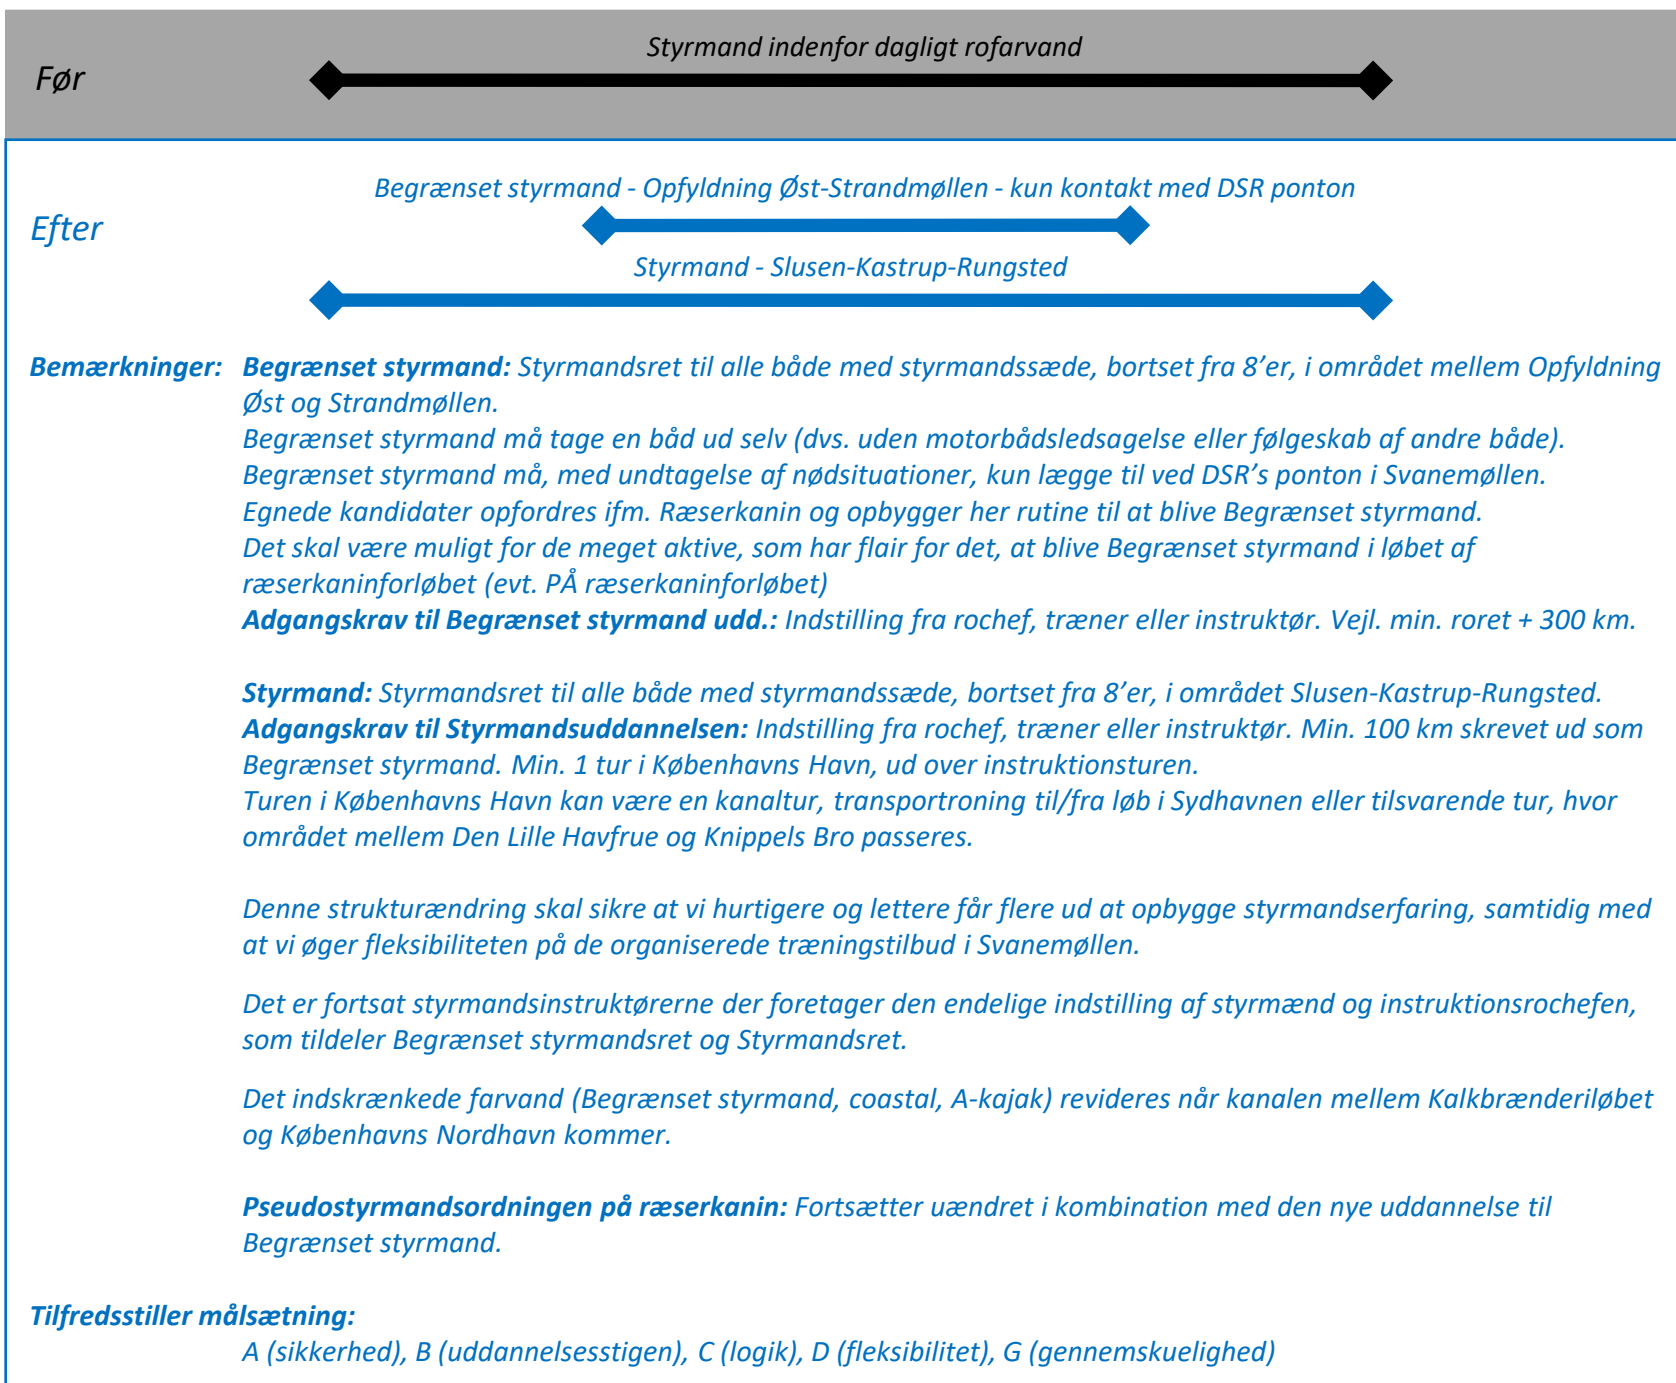 Styrmand indenfor dagligt rofarvand
Før
Begrænset styrmand - Opfyldning Øst-Strandmøllen - kun kontakt med DSR ponton
Efter
Styrmand - Slusen-Kastrup-Rungsted
Bemærkninger: Begrænset styrmand: Styrmandsret til alle både med styrmandssæde, bortset fra 8’er, i området mellem Opfyldning
Øst og Strandmøllen.
Begrænset styrmand må tage en båd ud selv (dvs. uden motorbådsledsagelse eller følgeskab af andre både).
Begrænset styrmand må, med undtagelse af nødsituationer, kun lægge til ved DSR’s ponton i Svanemøllen.
Egnede kandidater opfordres ifm. Ræserkanin og opbygger her rutine til at blive Begrænset styrmand.
Det skal være muligt for de meget aktive, som har flair for det, at blive Begrænset styrmand i løbet af
ræserkaninforløbet (evt. PÅ ræserkaninforløbet)
Adgangskrav til Begrænset styrmand udd.: Indstilling fra rochef, træner eller instruktør. Vejl. min. roret + 300 km.
Styrmand: Styrmandsret til alle både med styrmandssæde, bortset fra 8’er, i området Slusen-Kastrup-Rungsted.
Adgangskrav til Styrmandsuddannelsen: Indstilling fra rochef, træner eller instruktør. Min. 100 km skrevet ud som
Begrænset styrmand. Min. 1 tur i Københavns Havn, ud over instruktionsturen.
Turen i Københavns Havn kan være en kanaltur, transportroning til/fra løb i Sydhavnen eller tilsvarende tur, hvor
området mellem Den Lille Havfrue og Knippels Bro passeres.
Denne strukturændring skal sikre at vi hurtigere og lettere får flere ud at opbygge styrmandserfaring, samtidig med
at vi øger fleksibiliteten på de organiserede træningstilbud i Svanemøllen.
Det er fortsat styrmandsinstruktørerne der foretager den endelige indstilling af styrmænd og instruktionsrochefen,
som tildeler Begrænset styrmandsret og Styrmandsret.
Det indskrænkede farvand (Begrænset styrmand, coastal, A-kajak) revideres når kanalen mellem Kalkbrænderiløbet
og Københavns Nordhavn kommer.
Pseudostyrmandsordningen på ræserkanin: Fortsætter uændret i kombination med den nye uddannelse til
Begrænset styrmand.
Tilfredsstiller målsætning:
A (sikkerhed), B (uddannelsesstigen), C (logik), D (fleksibilitet), G (gennemskuelighed)